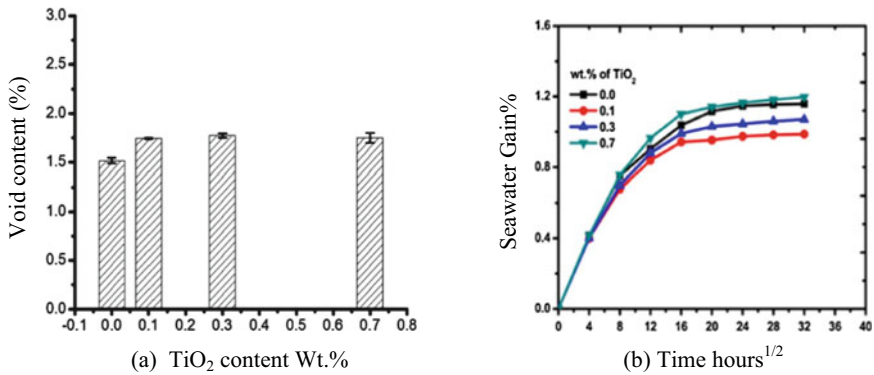 3.0
2.5
2.0
1.5
1.0
0.5
0.0
Void content (%)
-0.1 0.0 0.1 0.2 0.3 0.4 0.5 0.6 0.7 0.8
(a) TiO₂ content Wt.%
1.6
1.2
0.8
0.4
0.0
Seawater Gain%
wt.% of TiO₂
0.0
0.1
0.3
0.7
0 4 8 12 16 20 24 28 32 36 40
(b) Time hours¹/²